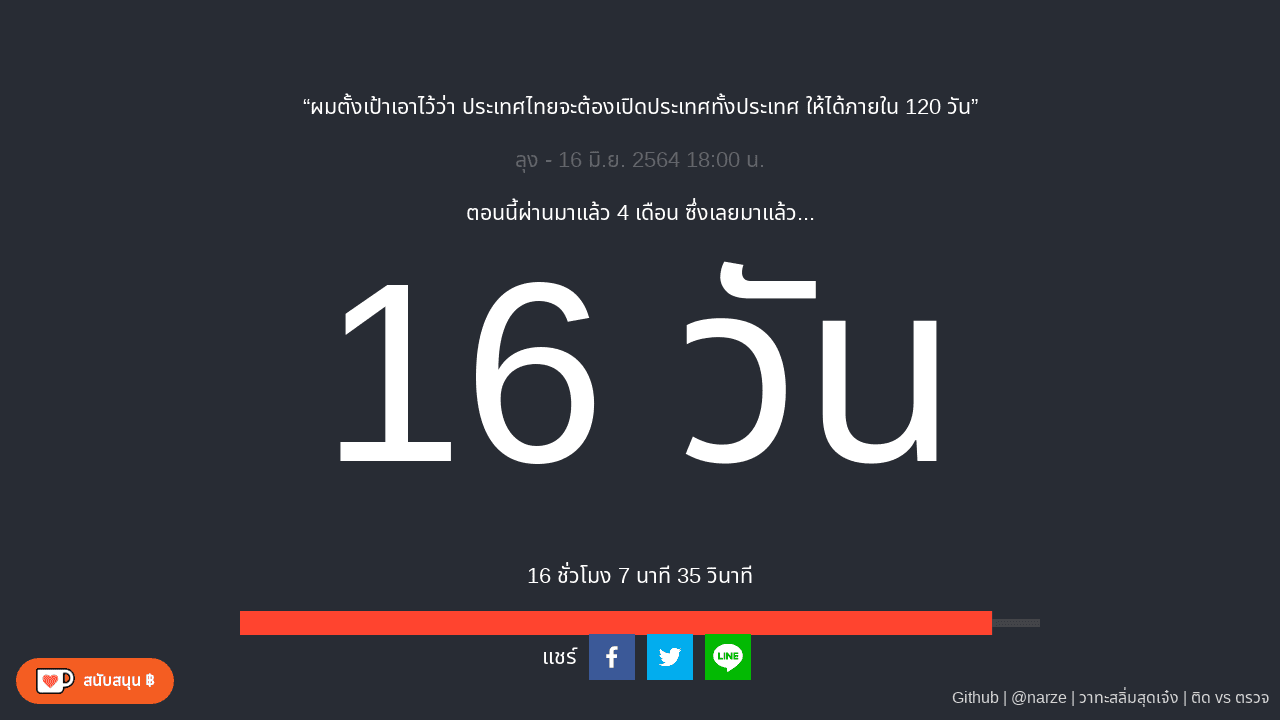 “ผมตั้งเป้าเอาไว้ว่า ประเทศไทยจะต้องเปิดประเทศทั้งประเทศ ให้ได้ภายใน 120 วัน”
ลุง - 16 มิ.ย. 2564 18:00 น.
ตอนนี้ผ่านมาแล้ว 4 เดือน ซึ่งเลยมาแล้ว...
16 วัน
16 ชั่วโมง 7 นาที 35 วินาที
แชร์
LINE
สนับสนุน ฿
Github | @narze | วาทะสลิ่มสุดเจ๋ง | ติด vs ตรวจ